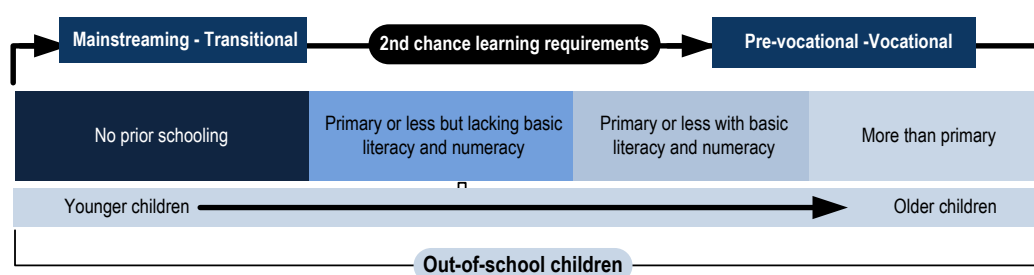 Mainstreaming - Transitional
2nd chance learning requirements
Pre-vocational -Vocational
No prior schooling
Primary or less but lacking basic
literacy and numeracy
Primary or less with basic
literacy and numeracy
More than primary
Younger children
Older children
Out-of-school children